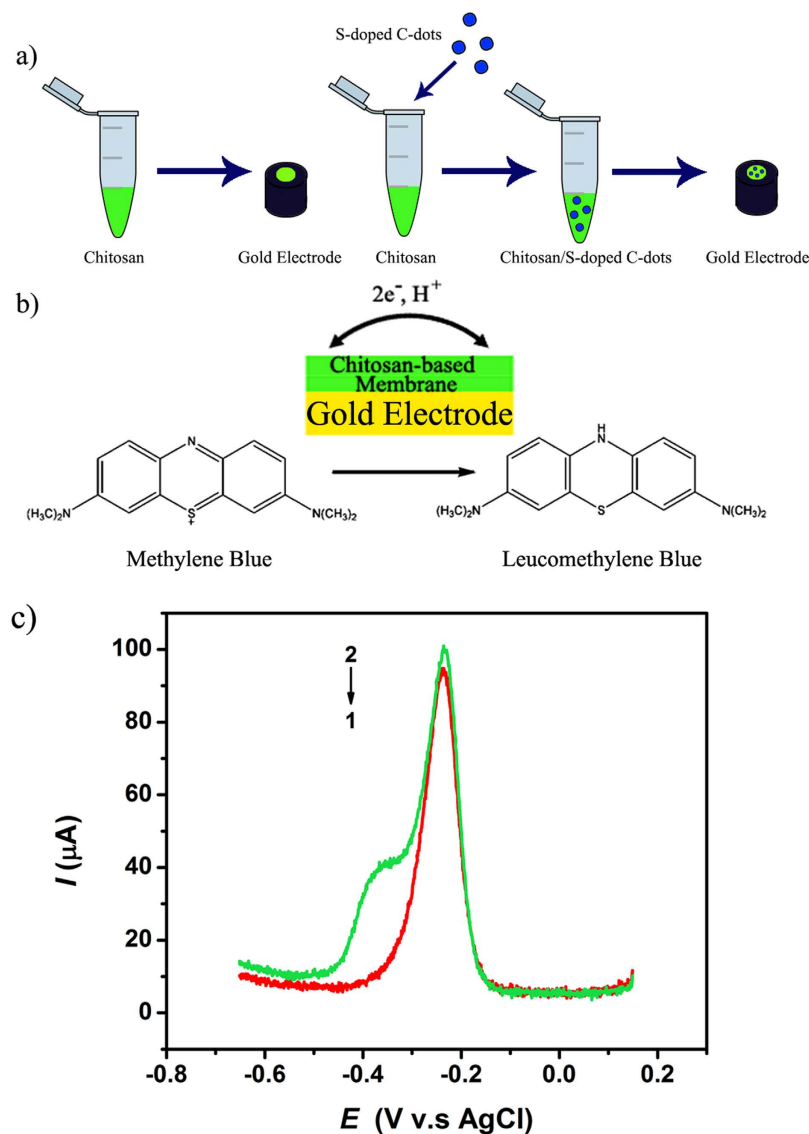 a)
S-doped C-dots
Chitosan
Gold Electrode
Chitosan
Chitosan/S-doped C-dots
Gold Electrode
b)
2e⁻, H⁺
Chitosan-based
Membrane
Gold Electrode
N
(H3C)2N
S
+
N(CH3)2
Methylene Blue
H
N
(H3C)2N
S
N(CH3)2
Leucomethylene Blue
c)
2
1
100
80
60
40
20
0
I (μA)
-0.8
-0.6
-0.4
-0.2
0.0
0.2
E (V v.s AgCl)